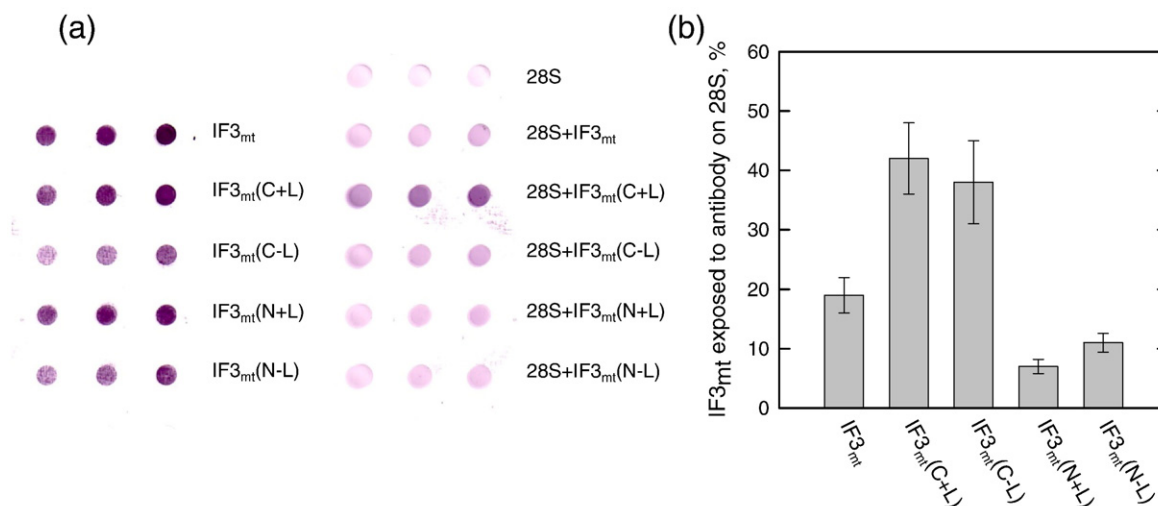 (a)
IF3mt
IF3mt(C+L)
IF3mt(C-L)
IF3mt(N+L)
IF3mt(N-L)
28S
28S+IF3mt
28S+IF3mt(C+L)
28S+IF3mt(C-L)
28S+IF3mt(N+L)
28S+IF3mt(N-L)
(b)
IF3mt exposed to antibody on 28S, %
60
50
40
30
20
10
0
IF3mt
IF3mt(C+L)
IF3mt(C-L)
IF3mt(N+L)
IF3mt(N-L)